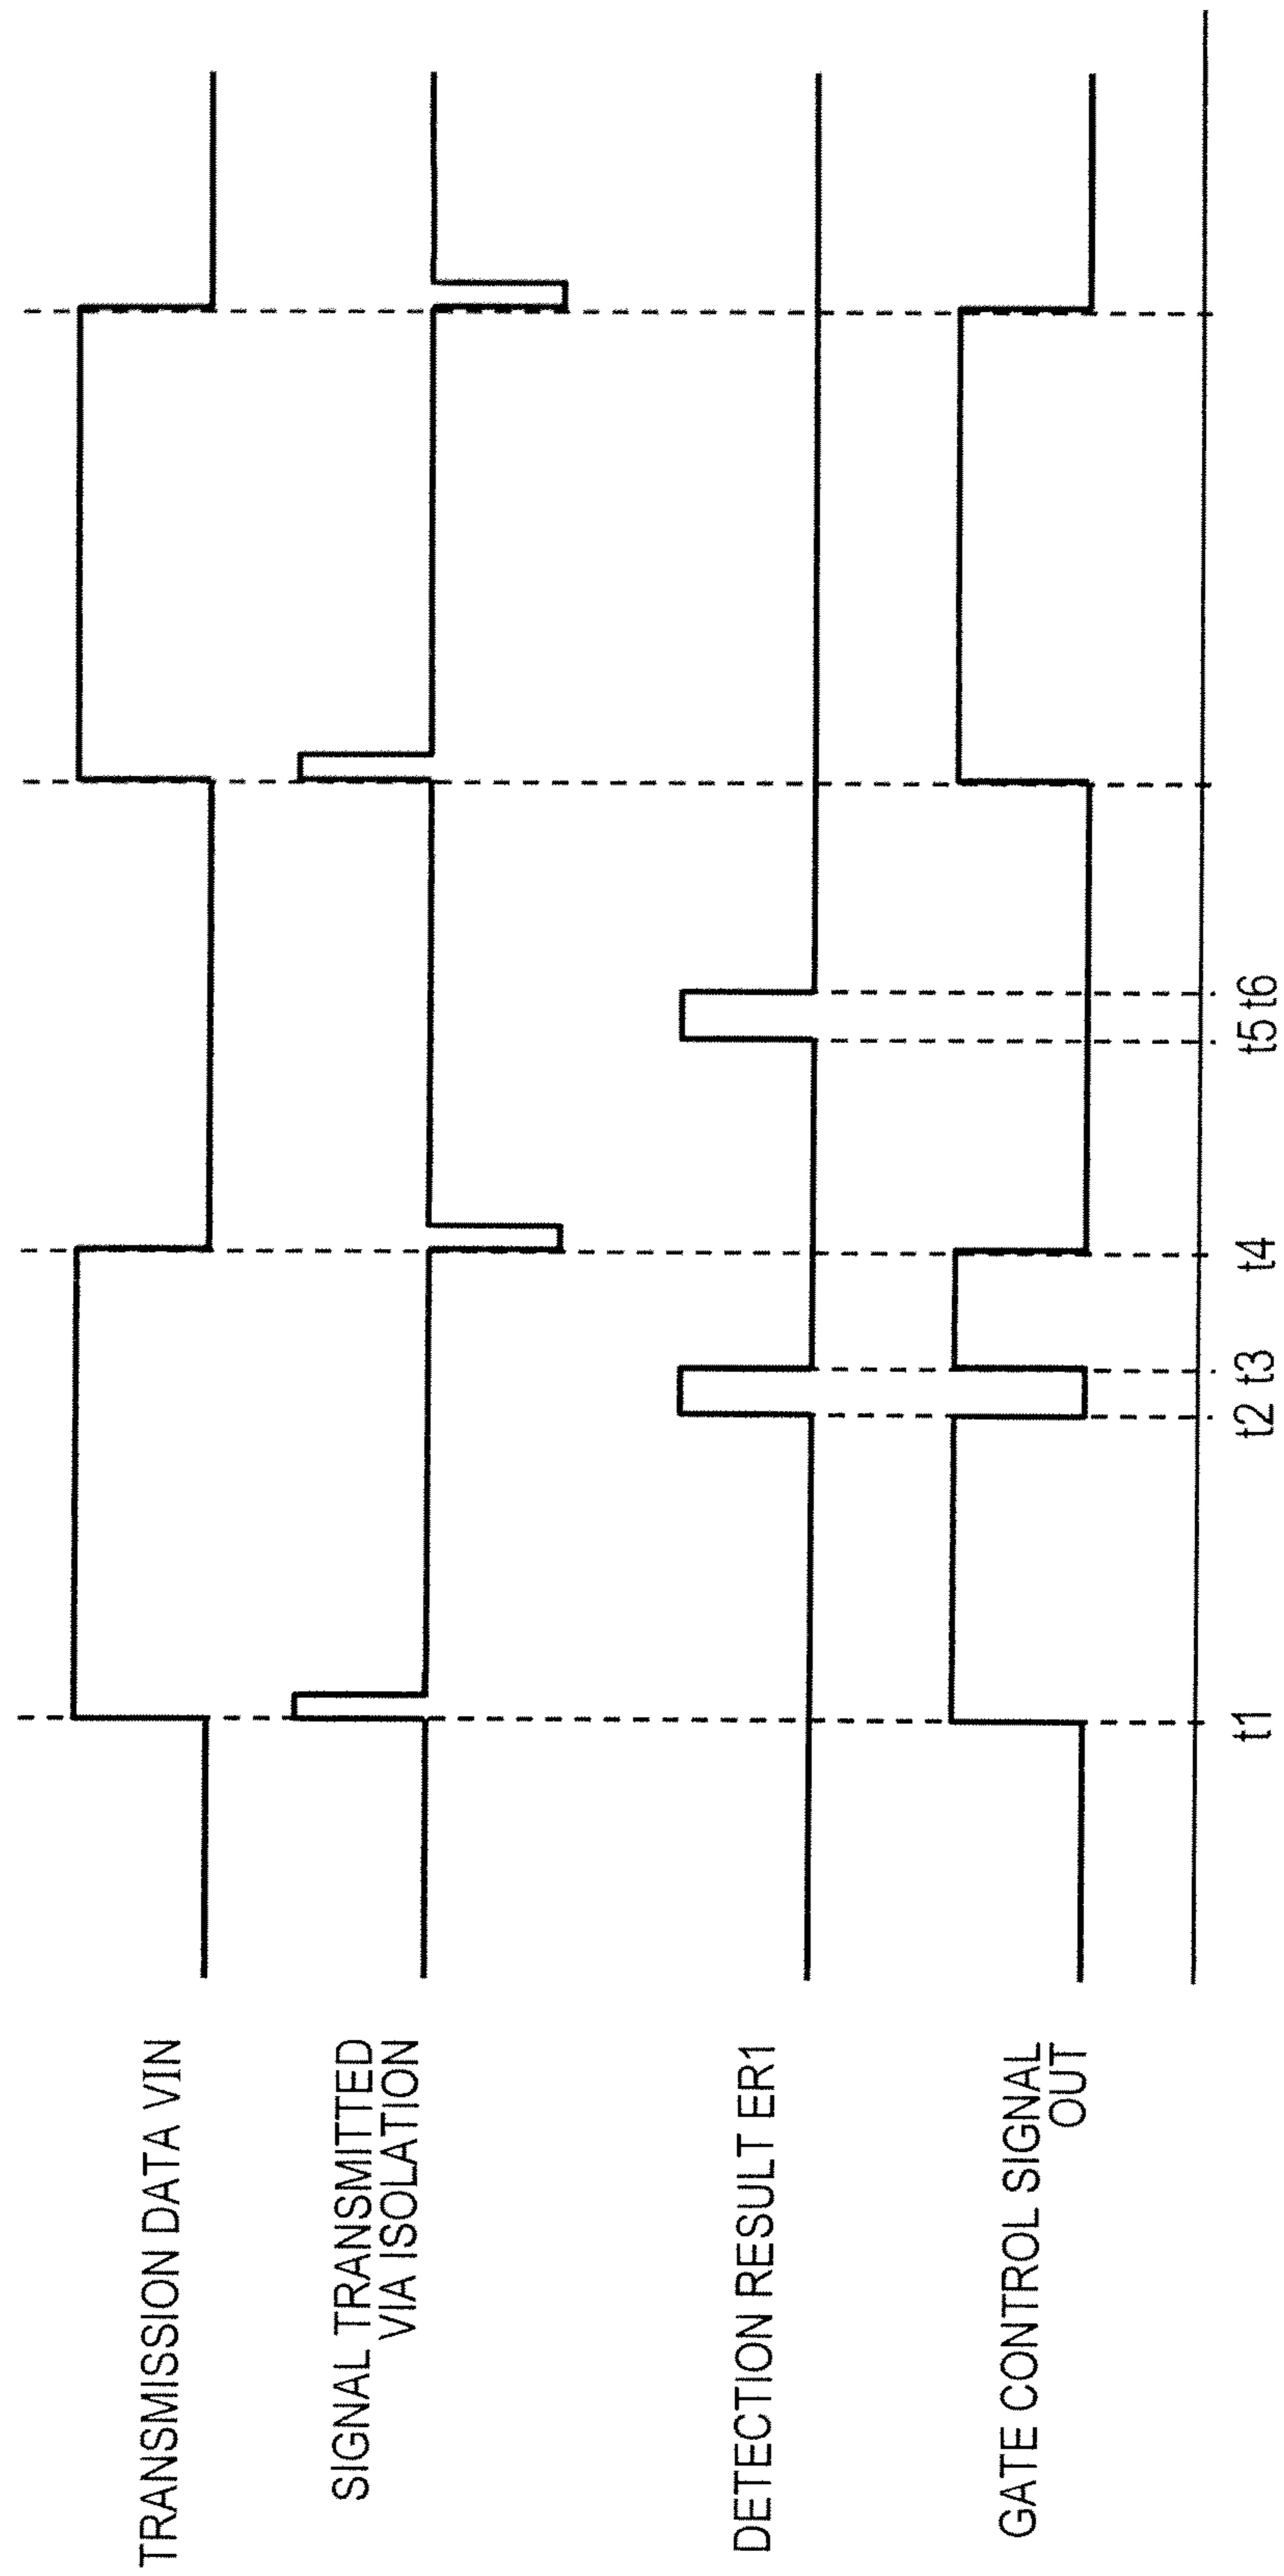 TRANSMISSION DATA VIN
SIGNAL TRANSMITTED
VIA ISOLATION
DETECTION RESULT ER1
GATE CONTROL SIGNAL
OUT
t1 t2 t3 t4 t5 t6